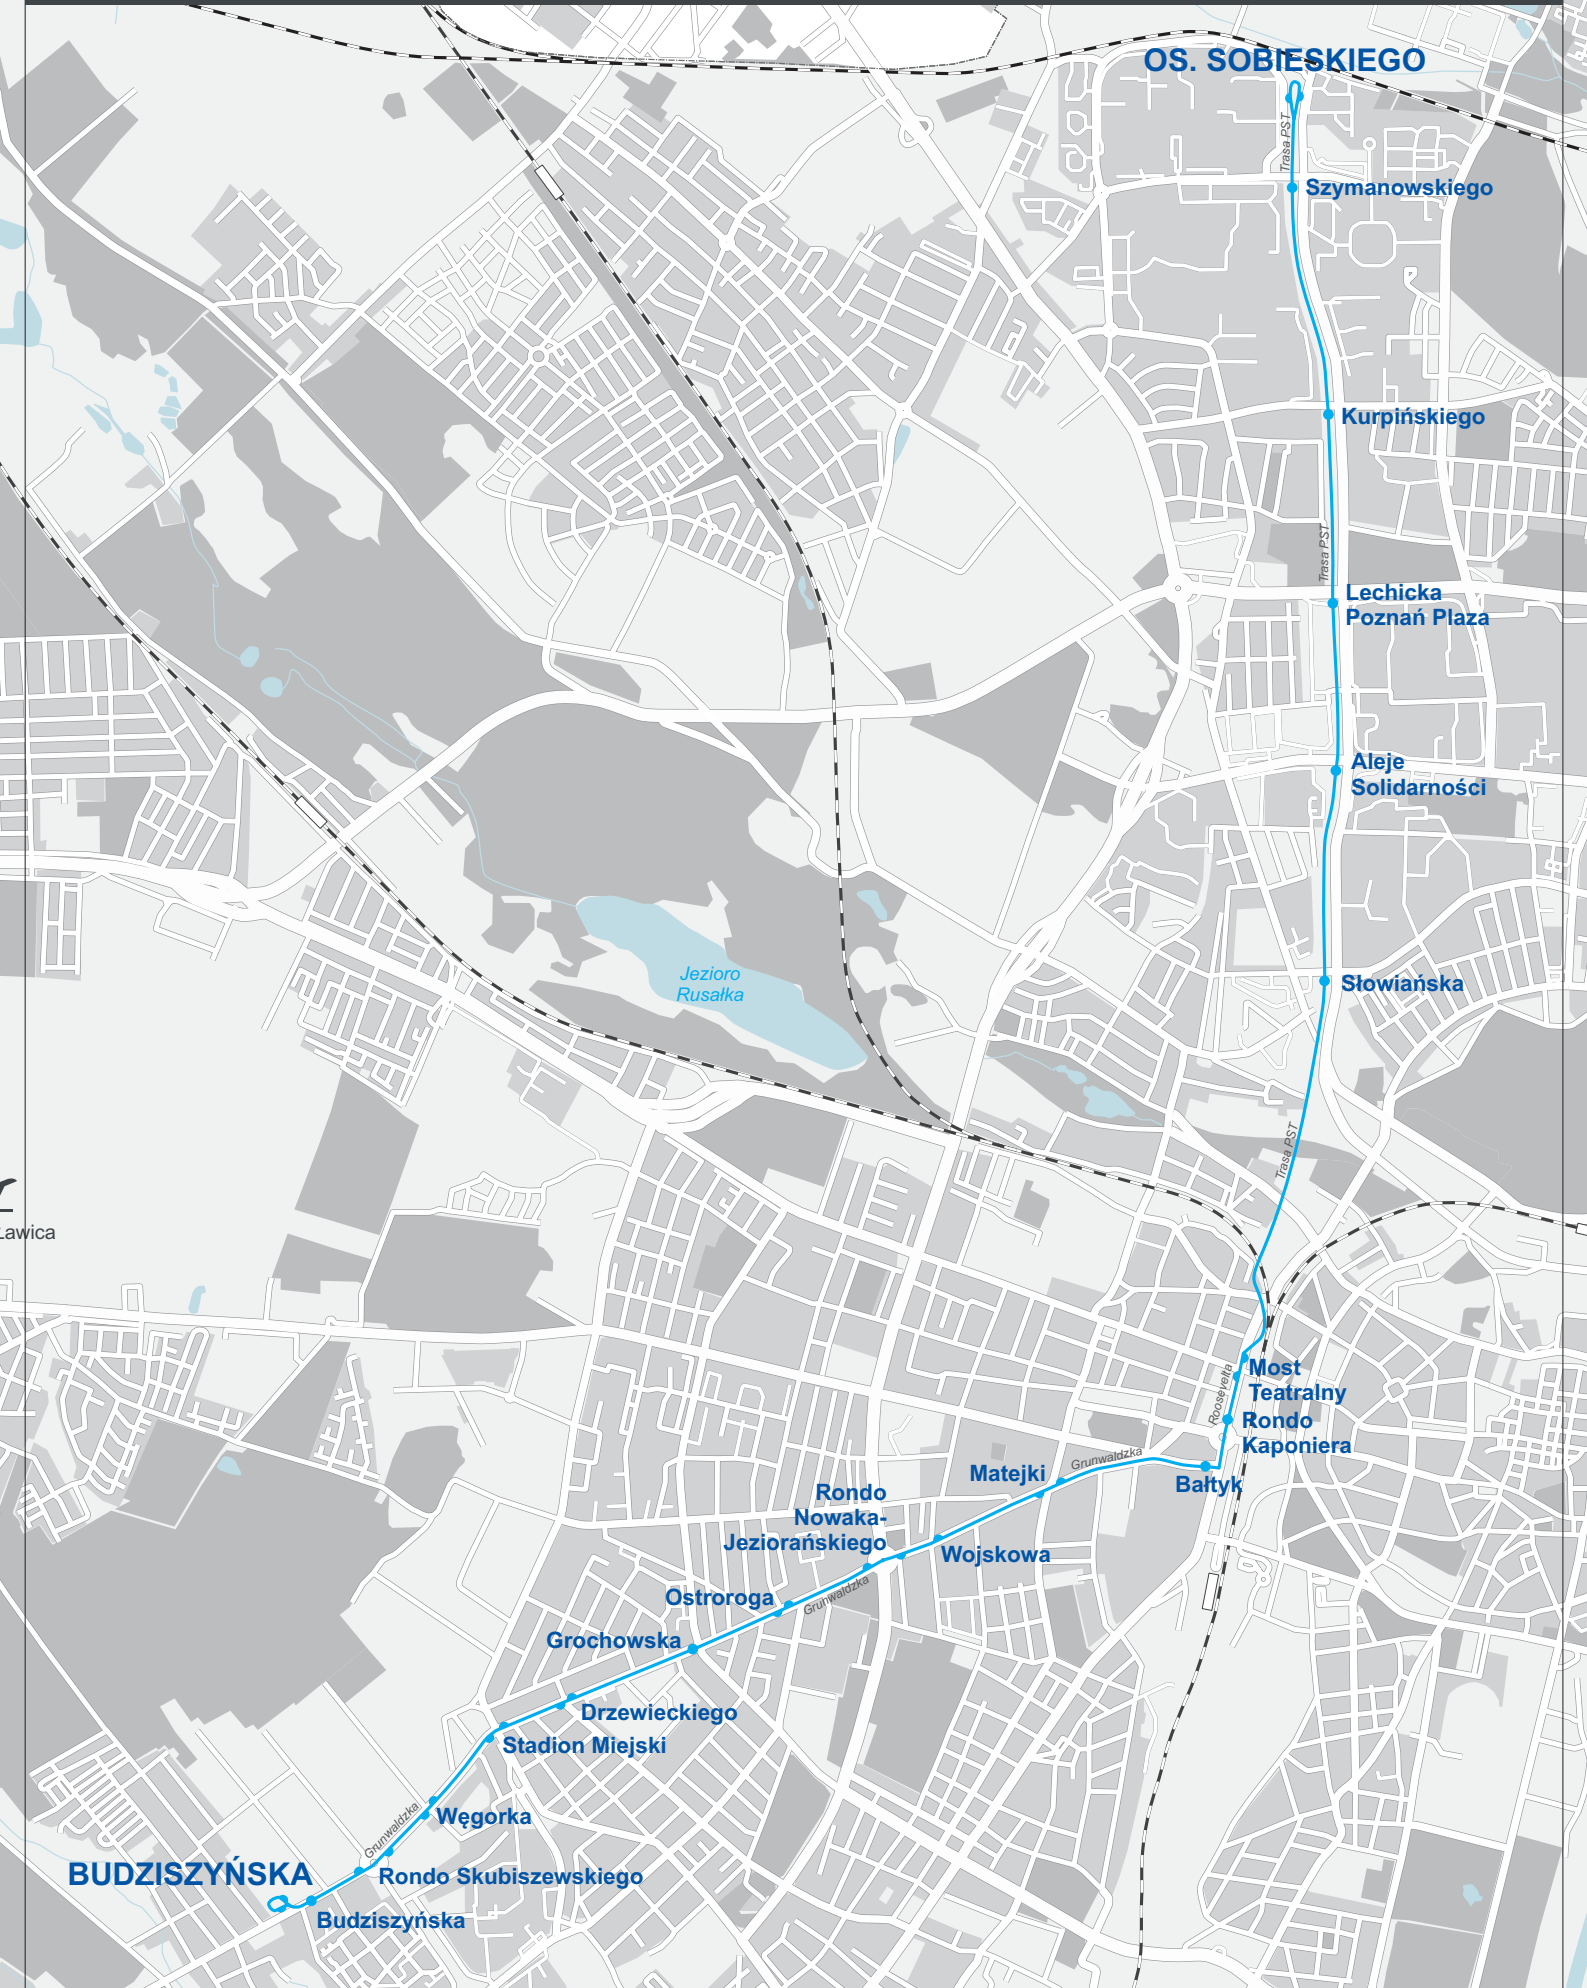 OS. SOBIESKIEGO
Trasa PST
Szymanowskiego
Kurpińskiego
Trasa PST
Lechicka
Poznań Plaza
Aleje
Solidarności
Jezioro
Rusałka
Słowiańska
Trasa PST
Ławica
Most
Teatralny
Roosevelta
Rondo
Kaponiera
Grunwaldzka
Matejki
Bałtyk
Rondo
Nowaka-
Jeziorańskiego
Wojskowa
Grunwaldzka
Ostroroga
Grochowska
Drzewieckiego
Stadion Miejski
Węgorka
Grunwaldzka
BUDZISZYŃSKA
Rondo Skubiszewskiego
Budziszyńska